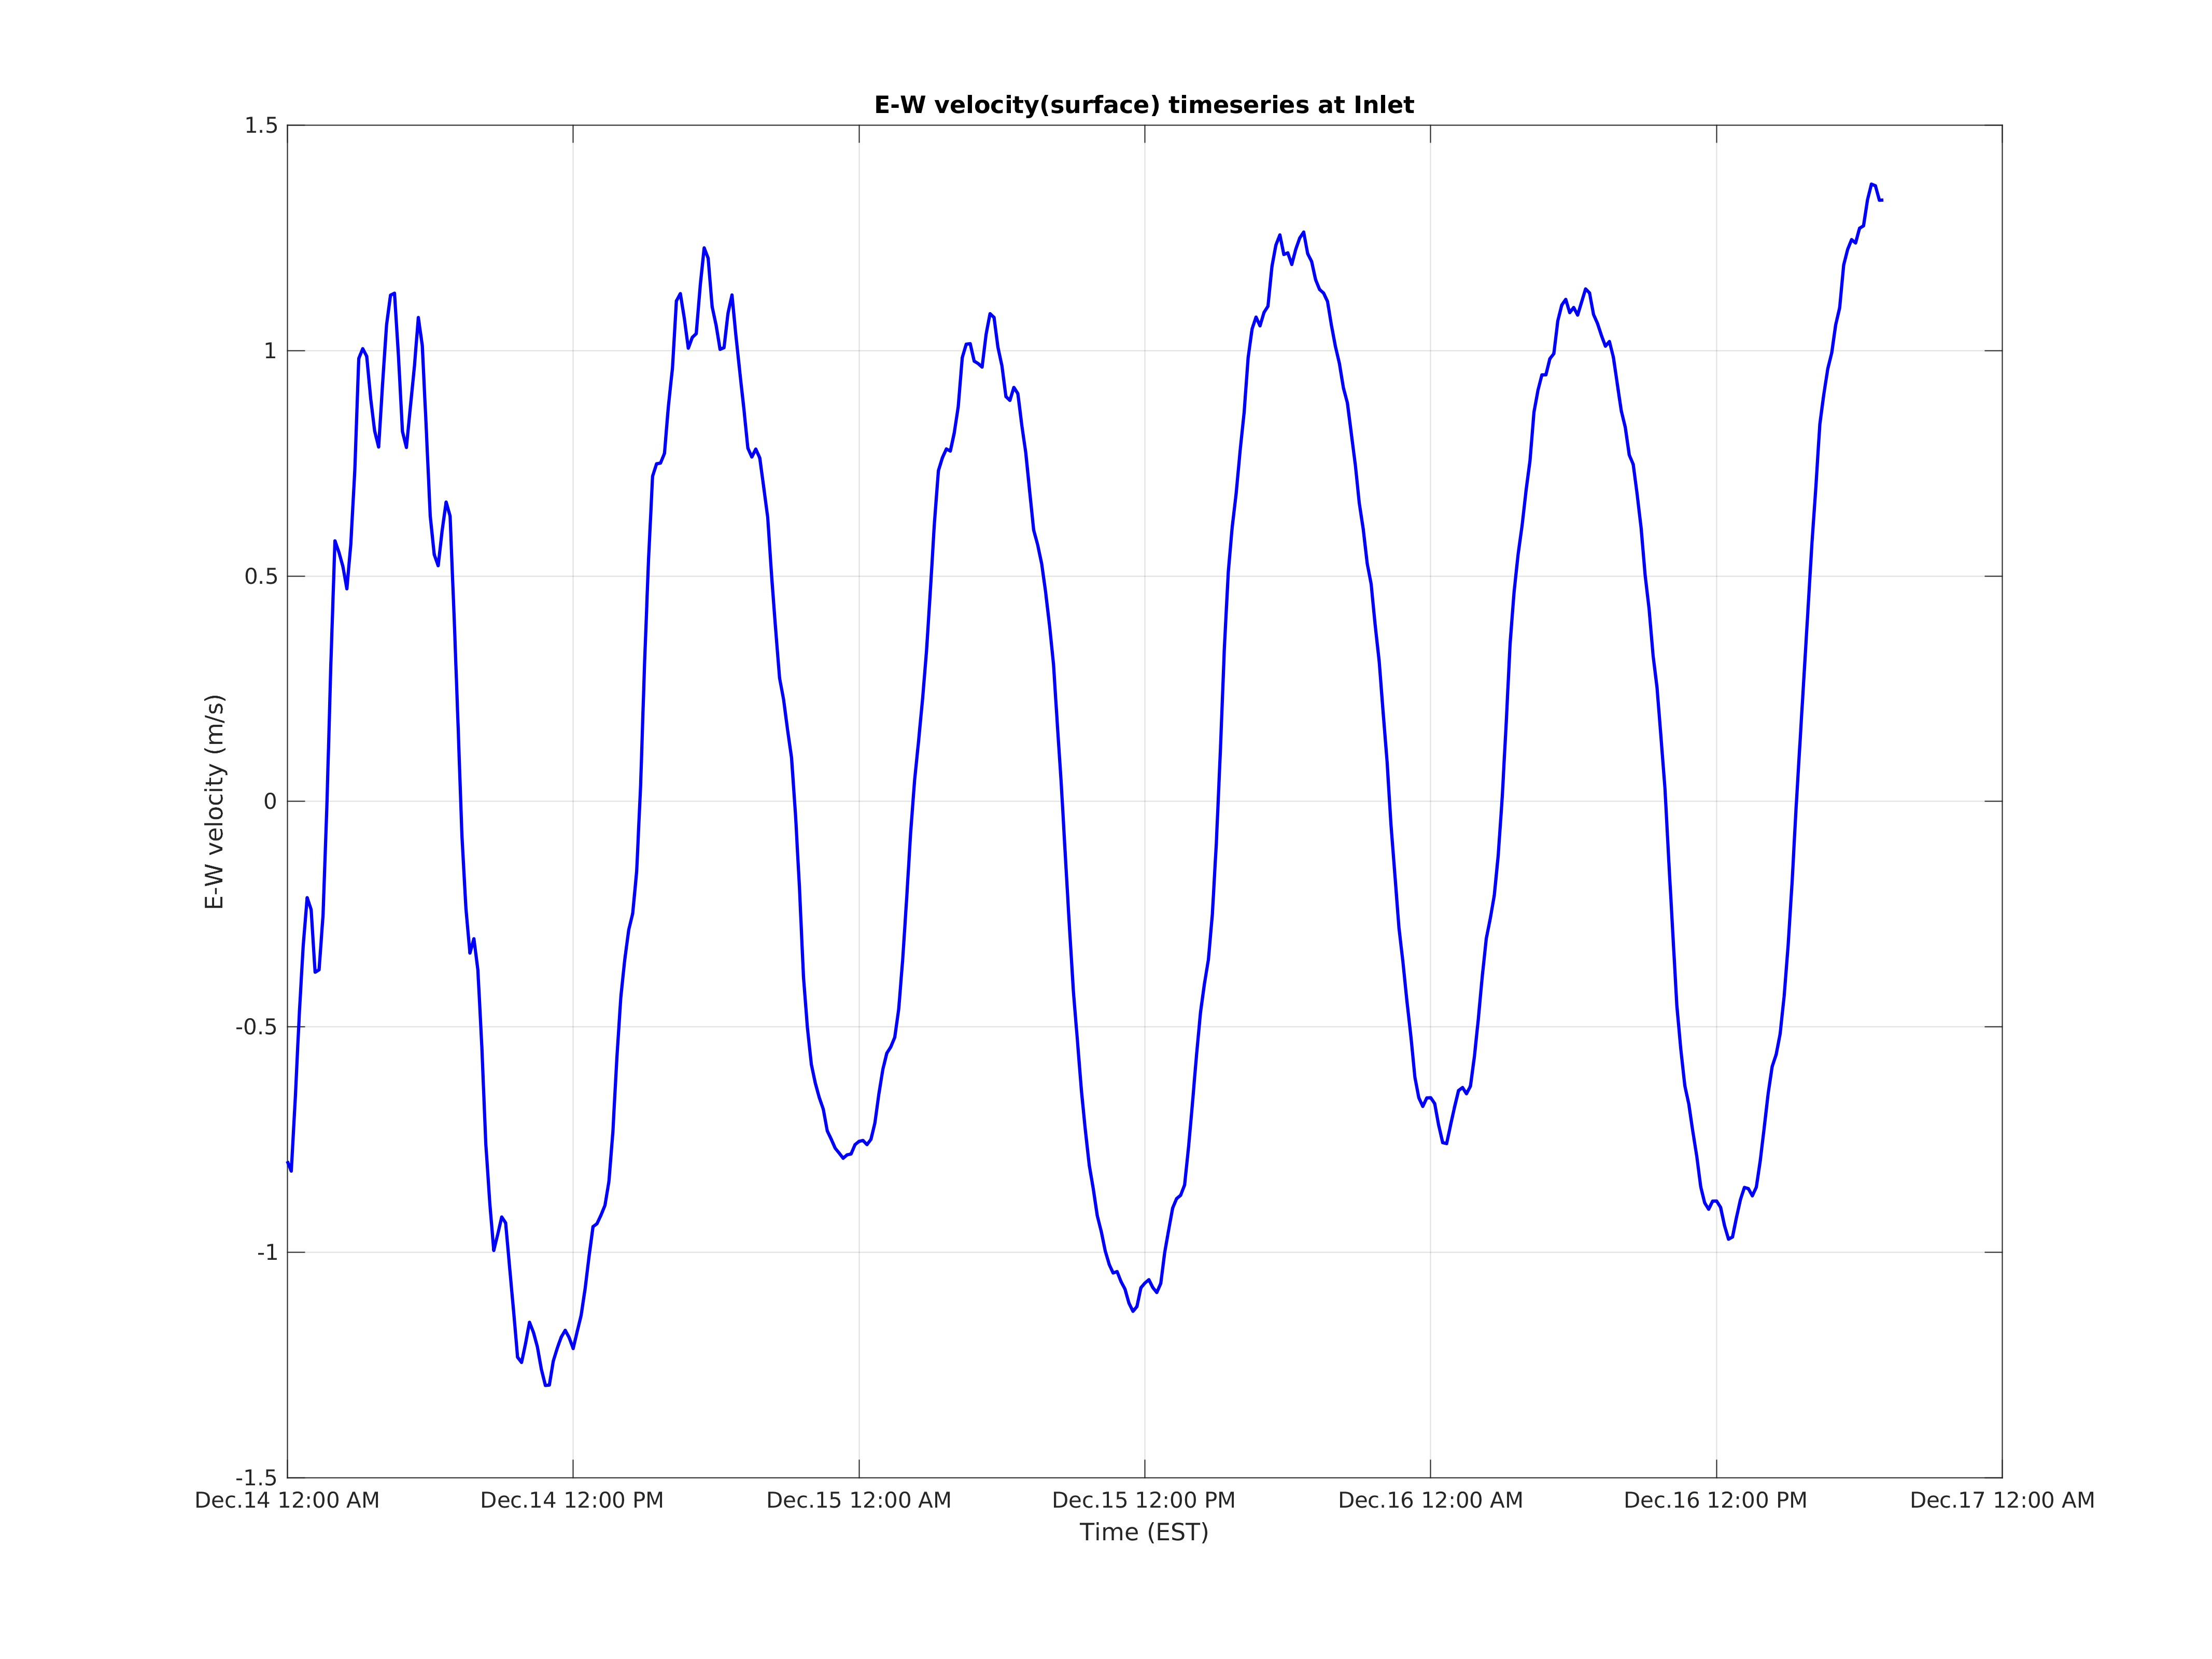 E-W velocity(surface) timeseries at Inlet
1.5
1
0.5
0
-0.5
-1
-1.5
E-W velocity (m/s)
Dec.14 12:00 AM Dec.14 12:00 PM Dec.15 12:00 AM Dec.15 12:00 PM Dec.16 12:00 AM Dec.16 12:00 PM Dec.17 12:00 AM
Time (EST)